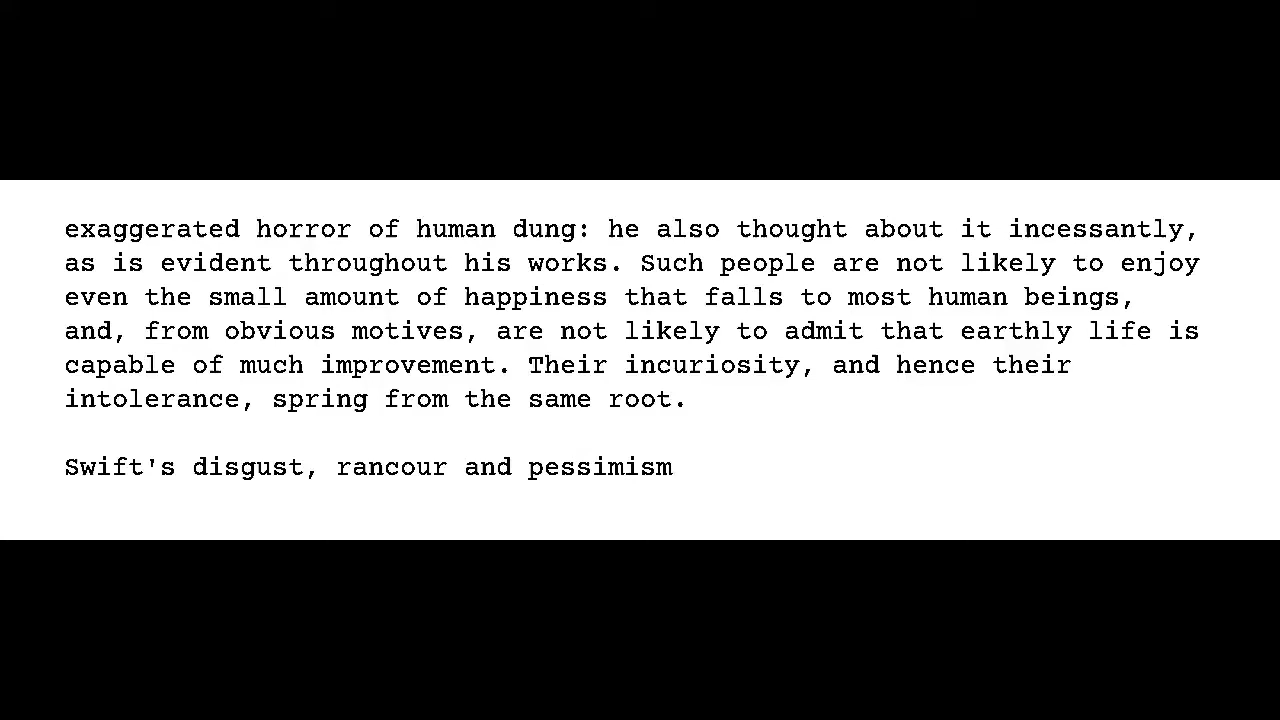 exaggerated horror of human dung: he also thought about it incessantly,
as is evident throughout his works. Such people are not likely to enjoy
even the small amount of happiness that falls to most human beings,
and, from obvious motives, are not likely to admit that earthly life is
capable of much improvement. Their incuriosity, and hence their
intolerance, spring from the same root.

Swift's disgust, rancour and pessimism